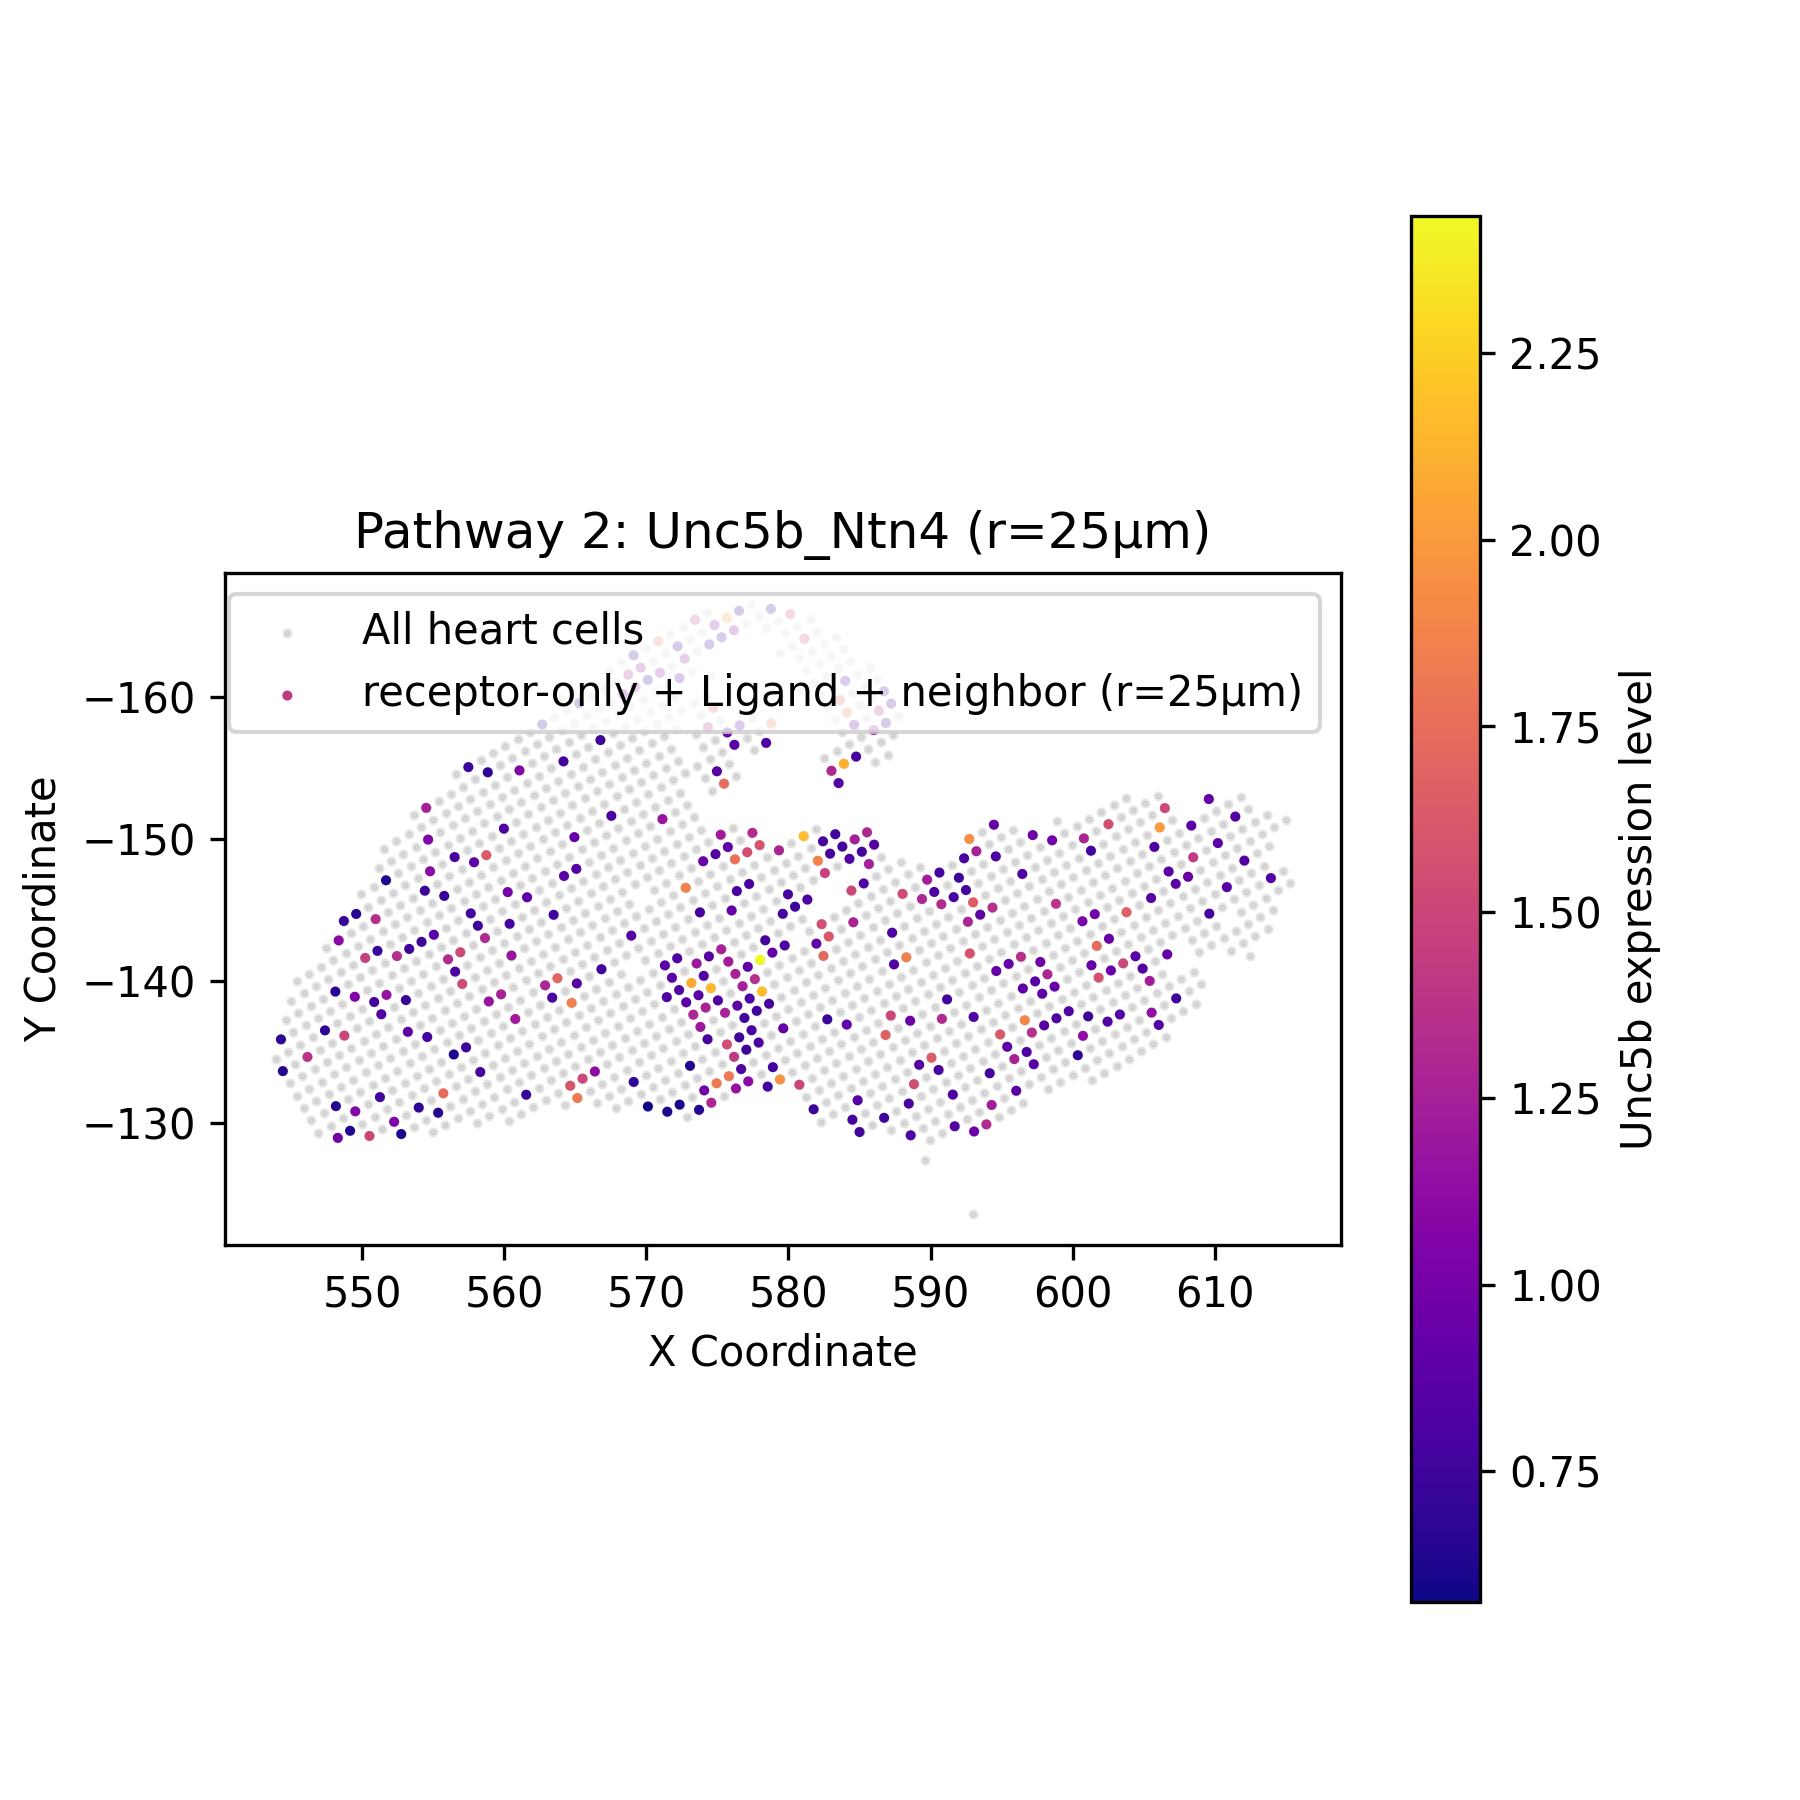 Pathway 2: Unc5b_Ntn4 (r=25μm)
All heart cells
receptor-only + Ligand + neighbor (r=25μm)
−160
−150
−140
−130
Y Coordinate
550 560 570 580 590 600 610
X Coordinate
2.25
2.00
1.75
1.50
1.25
1.00
0.75
Unc5b expression level